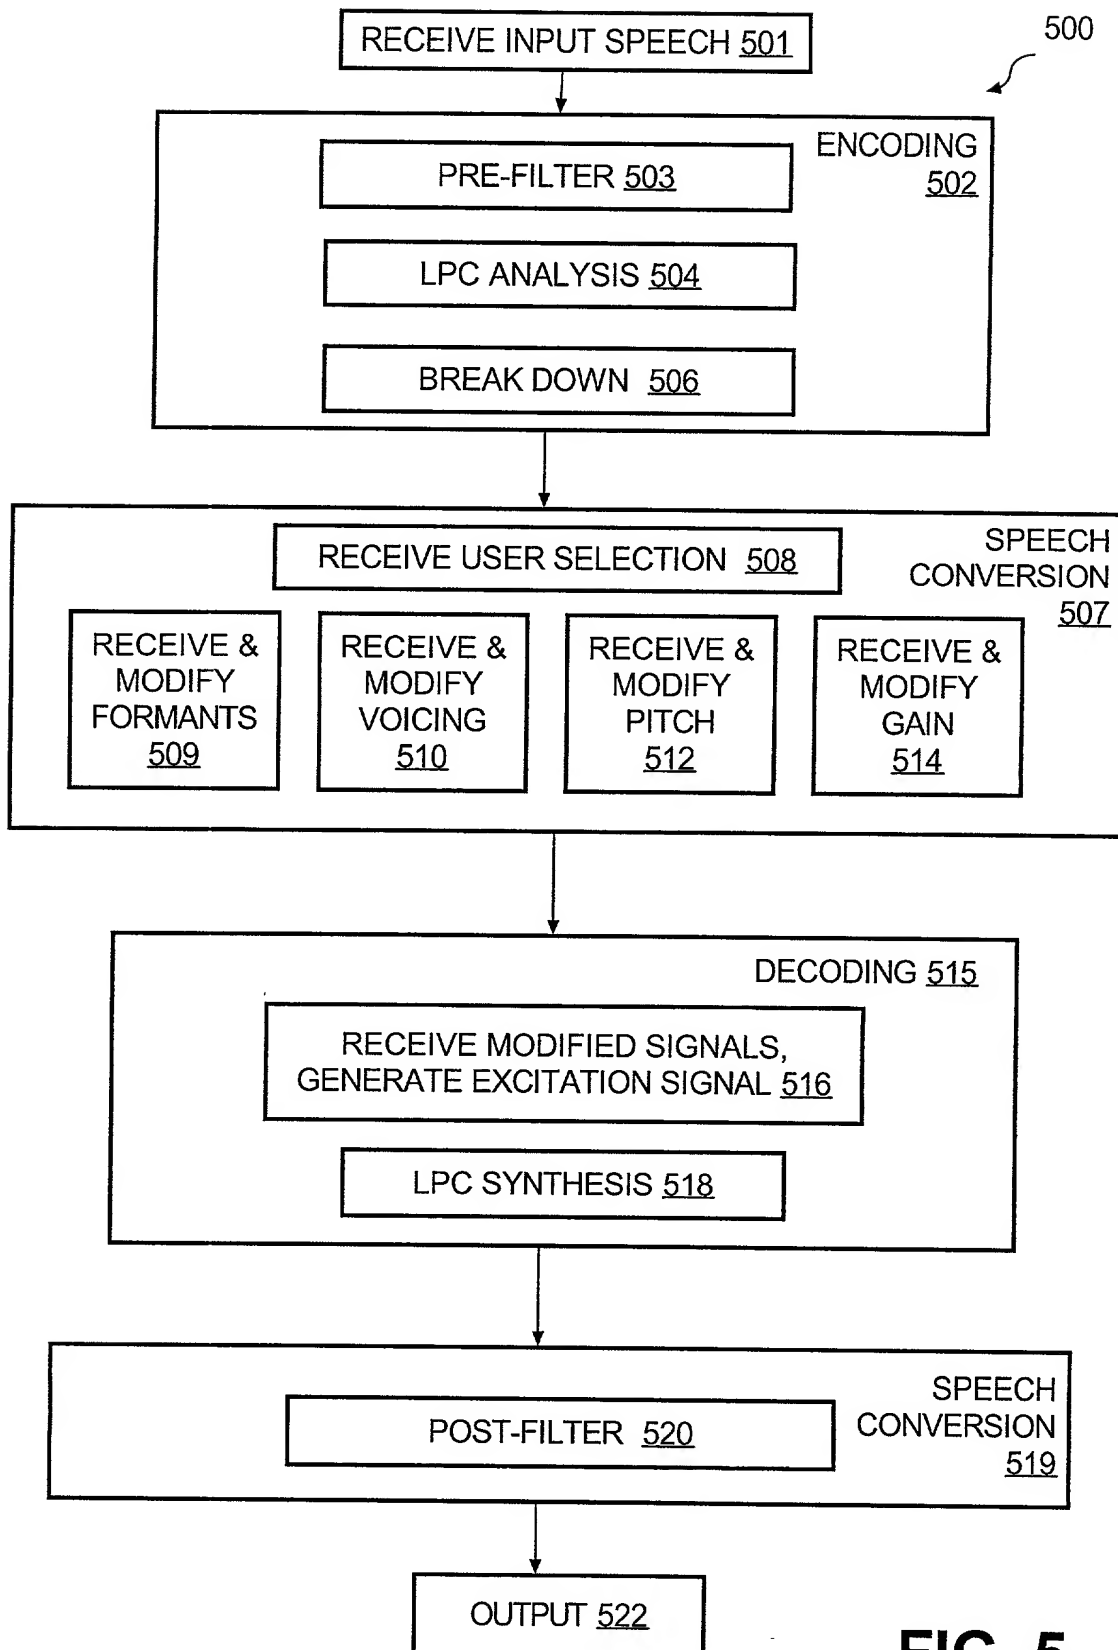 500
RECEIVE INPUT SPEECH 501
ENCODING
502
PRE-FILTER 503
LPC ANALYSIS 504
BREAK DOWN 506
SPEECH
CONVERSION
507
RECEIVE USER SELECTION 508
RECEIVE &
MODIFY
FORMANTS
509
RECEIVE &
MODIFY
VOICING
510
RECEIVE &
MODIFY
PITCH
512
RECEIVE &
MODIFY
GAIN
514
DECODING 515
RECEIVE MODIFIED SIGNALS,
GENERATE EXCITATION SIGNAL 516
LPC SYNTHESIS 518
SPEECH
CONVERSION
519
POST-FILTER 520
OUTPUT 522
FIG. 5